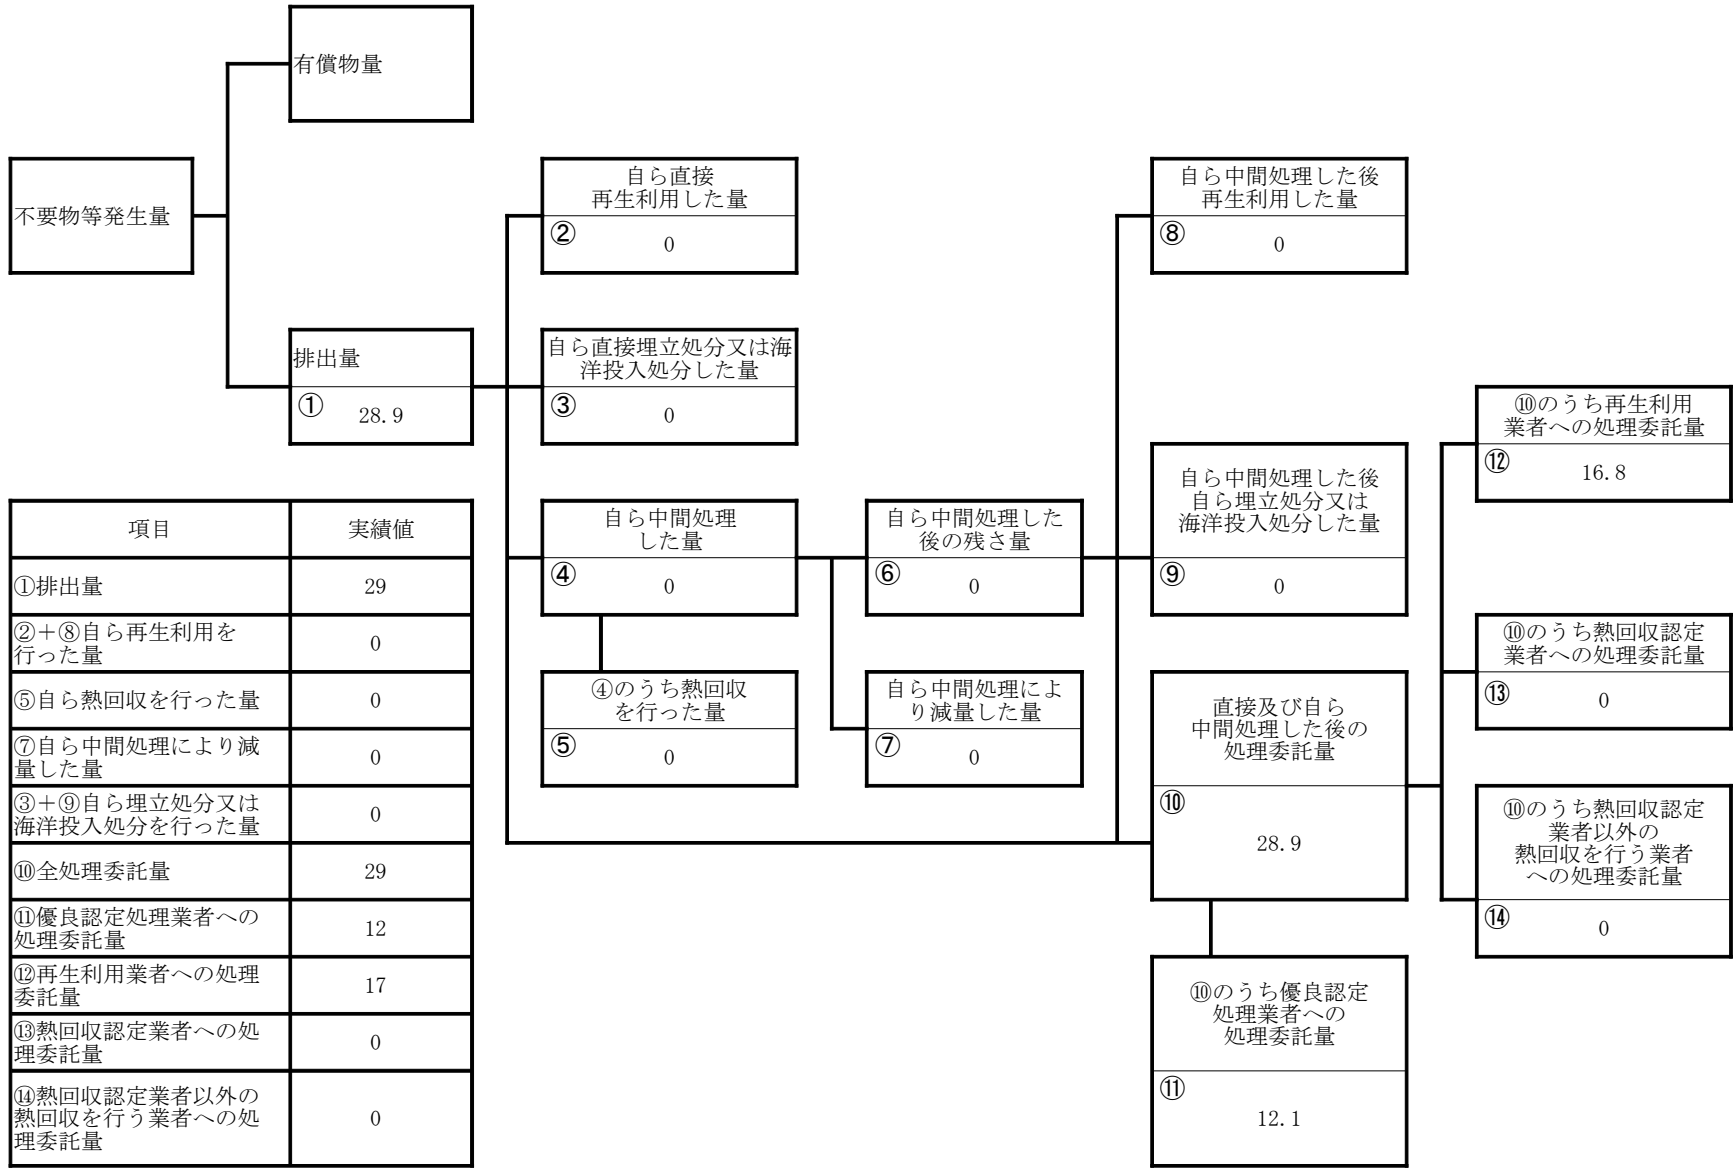 有償物量
不要物等発生量
自ら直接
再生利用した量
②
0
自ら中間処理した後
再生利用した量
⑧
0
排出量
①
28.9
自ら直接埋立処分又は海
洋投入処分した量
③
0
⑩のうち再生利用
業者への処理委託量
⑫
16.8
自ら中間処理
した量
④
0
自ら中間処理した
後の残さ量
⑥
0
自ら中間処理した後
自ら埋立処分又は
海洋投入処分した量
⑨
0
⑩のうち熱回収認定
業者への処理委託量
⑬
0
④のうち熱回収
を行った量
⑤
0
自ら中間処理によ
り減量した量
⑦
0
直接及び自ら
中間処理した後の
処理委託量
⑩
28.9
⑩のうち熱回収認定
業者以外の
熱回収を行う業者
への処理委託量
⑭
0
⑩のうち優良認定
処理業者への
処理委託量
⑪
12.1
項目 実績値
①排出量 29
②＋⑧自ら再生利用を
行った量 0
⑤自ら熱回収を行った量 0
⑦自ら中間処理により減
量した量 0
③＋⑨自ら埋立処分又は
海洋投入処分を行った量 0
⑩全処理委託量 29
⑪優良認定処理業者への
処理委託量 12
⑫再生利用業者への処理
委託量 17
⑬熱回収認定業者への処
理委託量 0
⑭熱回収認定業者以外の
熱回収を行う業者への処
理委託量 0